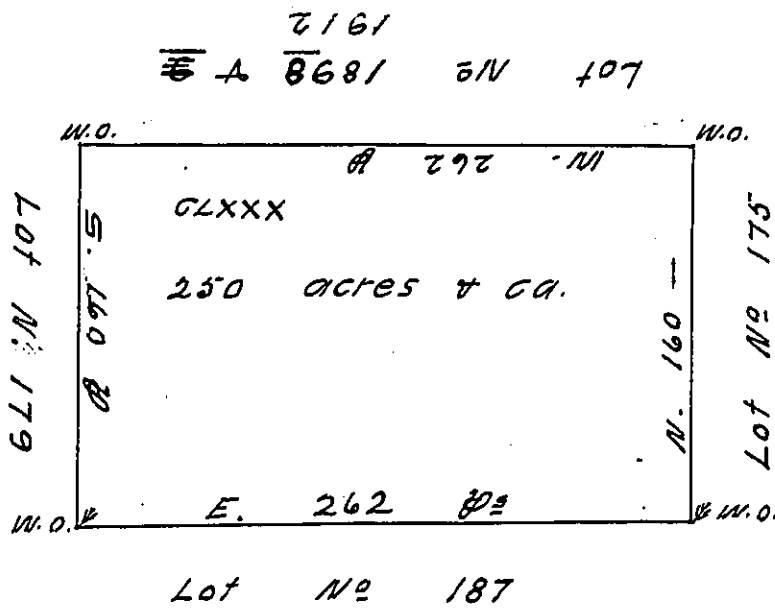 Lot Nº 1898 &
1912
W.O. W.O.
W. 262 P
CLXXX
250 acres & ca.
Lot Nº 179
S. 160 P
N. 160 —
Lot Nº 175
W.O. E. 262 Ps W.O.
Lot Nº 187